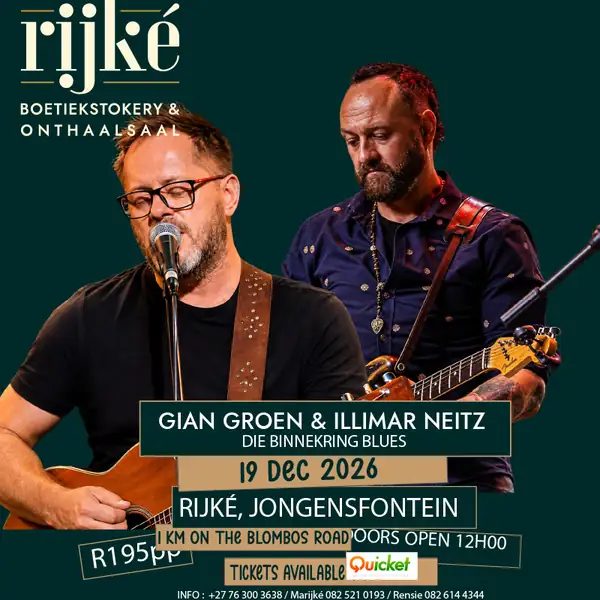 rijké
BOETIEKSTOKERY &
ONTHAALSAAL
GIAN GROEN & ILLIMAR NEITZ
DIE BINNEKRING BLUES
19 DEC 2026
RIJKÉ, JONGENSFONTEIN
1 KM ON THE BLOMBOS ROAD
OORS OPEN 12H00
R195pp
TICKETS AVAILABLE
Quicket
INFO : +27 76 300 3638 / Marijké 082 521 0193 / Rensie 082 614 4344